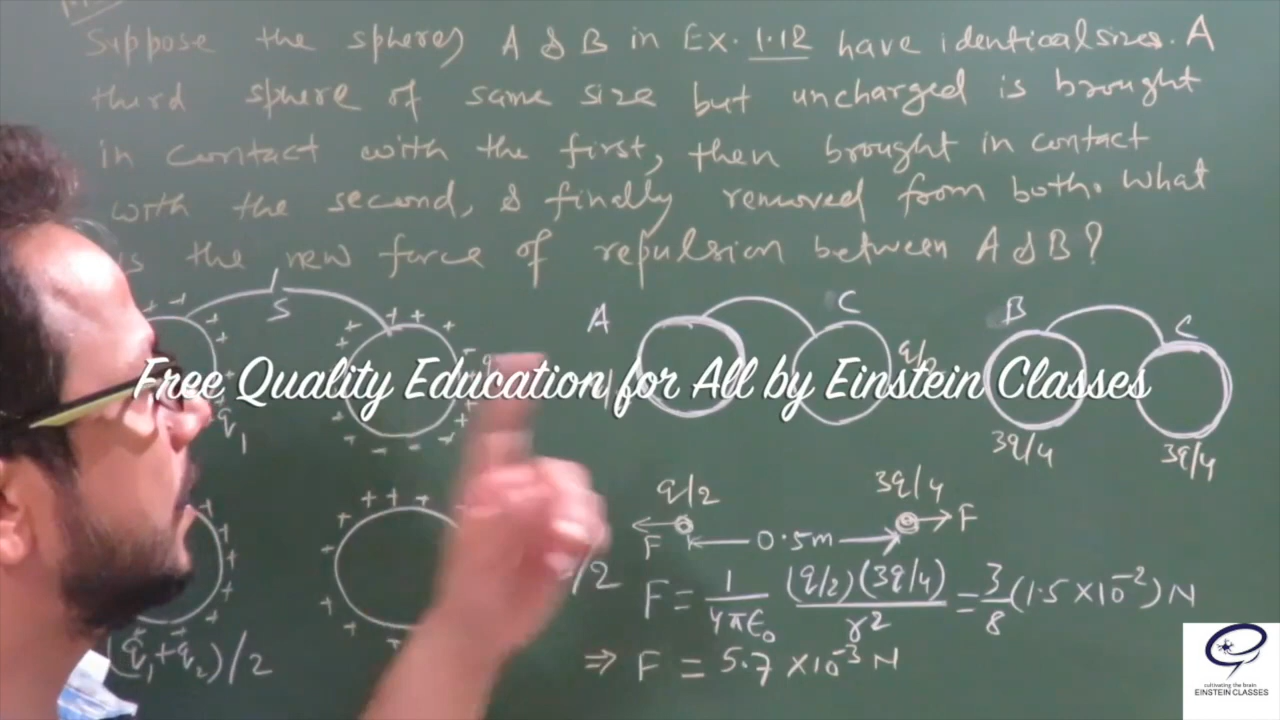 Suppose the spheres A & B in Ex. 1.12 have identical sizes. A
third sphere of same size but uncharged is brought
in contact with the first, then brought in contact
with the second, & finally removed from both. What
is the new force of repulsion between A & B?
S
A
C
B
C
q/2
Free Quality Education for All by Einstein Classes
q1
3q/4
3q/4
q/2
3q/4
F
0.5m
F
F = 1/4πε₀ (q/2)(3q/4)/r² = 3/8 (1.5 × 10⁻²) N
(q1+q2)/2
⇒ F = 5.7 × 10⁻³ N
cultivating the brain
EINSTEIN CLASSES